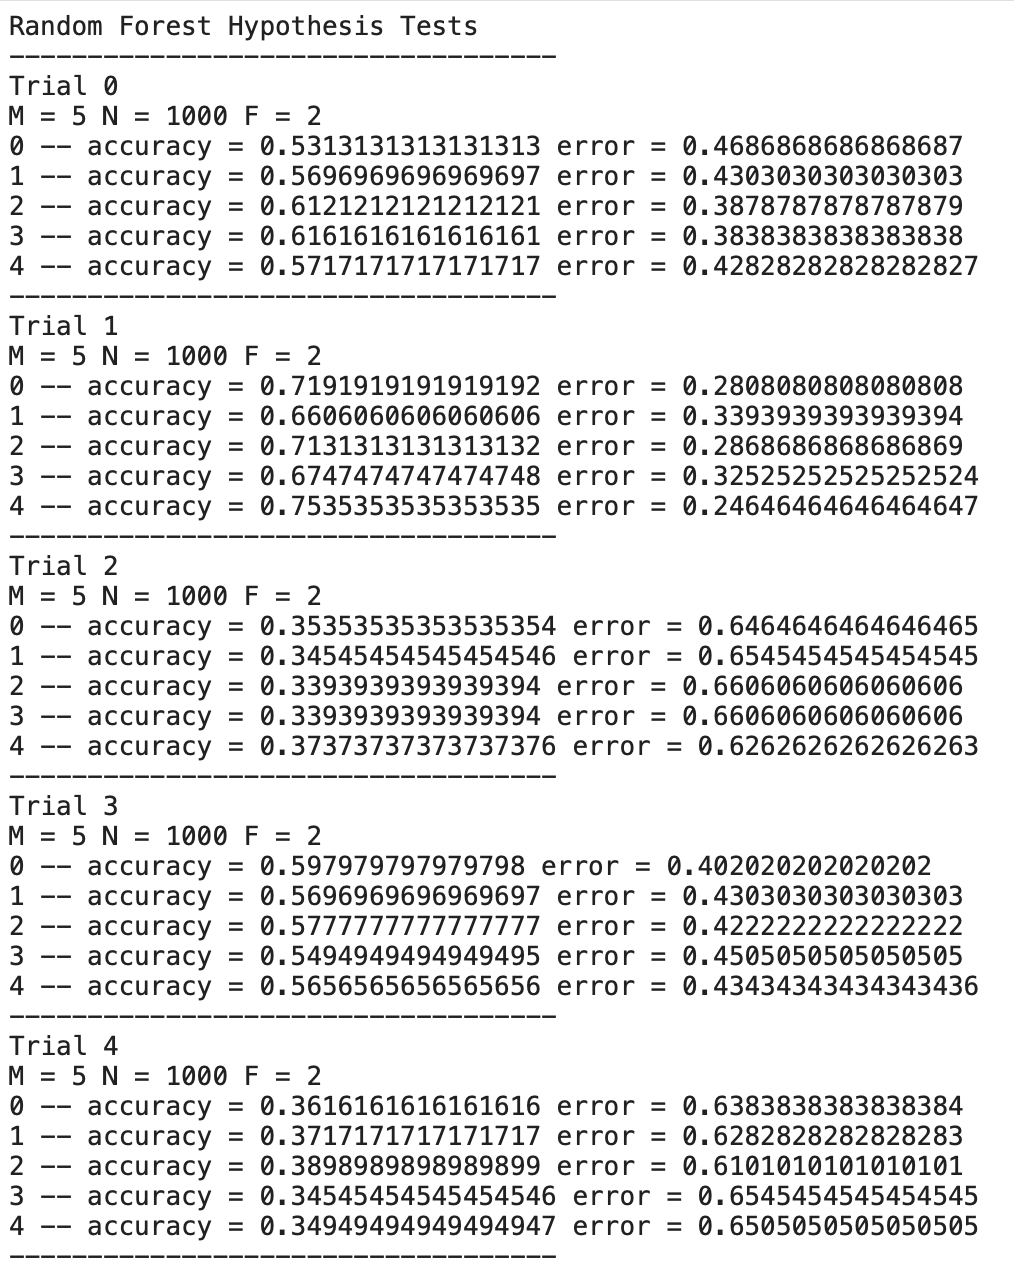 Random Forest Hypothesis Tests
-----------------------------------
Trial 0
M = 5 N = 1000 F = 2
0 -- accuracy = 0.5313131313131313 error = 0.4686868686868687
1 -- accuracy = 0.5696969696969697 error = 0.4303030303030303
2 -- accuracy = 0.6121212121212121 error = 0.3878787878787879
3 -- accuracy = 0.6161616161616161 error = 0.3838383838383838
4 -- accuracy = 0.5717171717171717 error = 0.42828282828282827
-----------------------------------
Trial 1
M = 5 N = 1000 F = 2
0 -- accuracy = 0.7191919191919192 error = 0.2808080808080808
1 -- accuracy = 0.6606060606060606 error = 0.3393939393939394
2 -- accuracy = 0.7131313131313132 error = 0.2868686868686869
3 -- accuracy = 0.6747474747474748 error = 0.32525252525252524
4 -- accuracy = 0.7535353535353535 error = 0.24646464646464647
-----------------------------------
Trial 2
M = 5 N = 1000 F = 2
0 -- accuracy = 0.35353535353535354 error = 0.6464646464646465
1 -- accuracy = 0.34545454545454546 error = 0.6545454545454545
2 -- accuracy = 0.3393939393939394 error = 0.6606060606060606
3 -- accuracy = 0.3393939393939394 error = 0.6606060606060606
4 -- accuracy = 0.37373737373737376 error = 0.6262626262626263
-----------------------------------
Trial 3
M = 5 N = 1000 F = 2
0 -- accuracy = 0.597979797979798 error = 0.402020202020202
1 -- accuracy = 0.5696969696969697 error = 0.4303030303030303
2 -- accuracy = 0.5777777777777777 error = 0.4222222222222222
3 -- accuracy = 0.5494949494949495 error = 0.4505050505050505
4 -- accuracy = 0.5656565656565656 error = 0.43434343434343436
-----------------------------------
Trial 4
M = 5 N = 1000 F = 2
0 -- accuracy = 0.3616161616161616 error = 0.6383838383838384
1 -- accuracy = 0.3717171717171717 error = 0.6282828282828283
2 -- accuracy = 0.3898989898989899 error = 0.6101010101010101
3 -- accuracy = 0.34545454545454546 error = 0.6545454545454545
4 -- accuracy = 0.34949494949494947 error = 0.6505050505050505
-----------------------------------